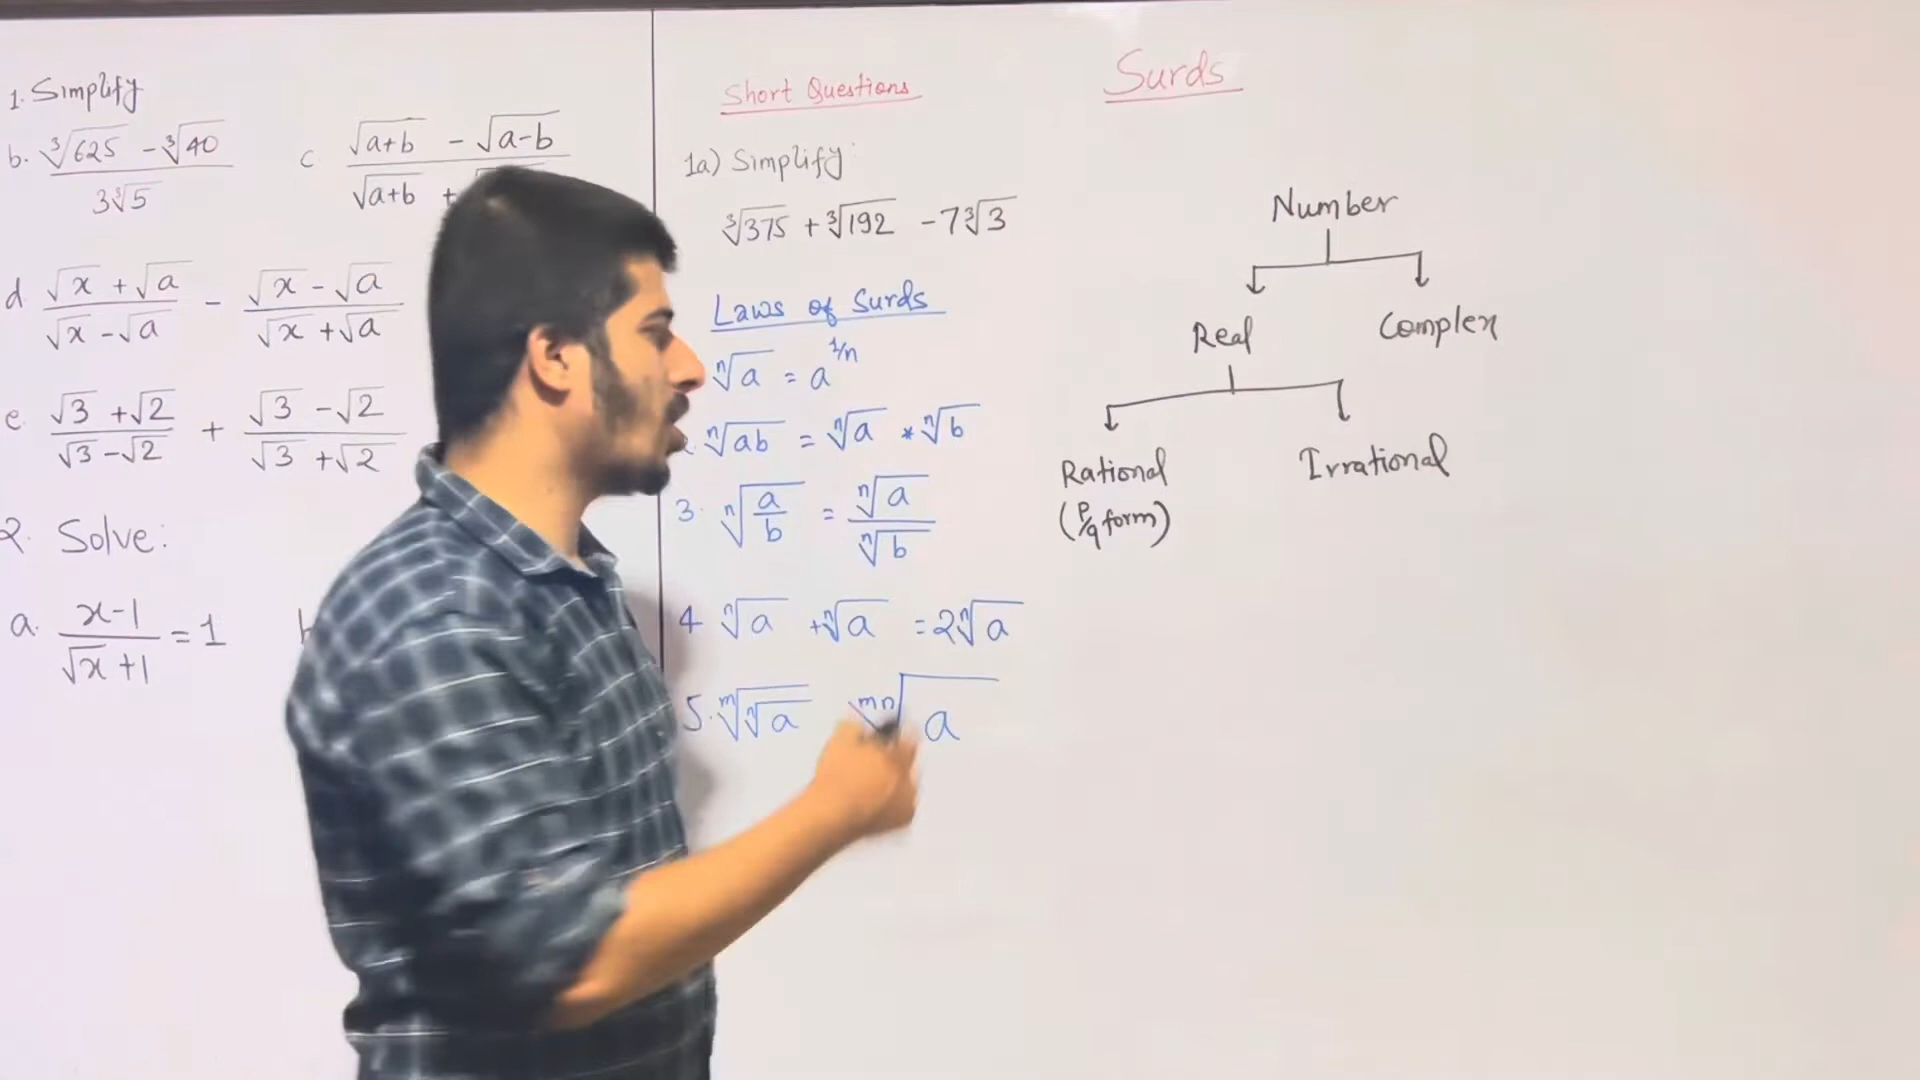 1. Simplify
b. (∛625 - ∛40) / (3∛5)
c (√(a+b) - √(a-b)) / (√(a+b) +
d (√x + √a) / (√x - √a) - (√x - √a) / (√x + √a)
e. (√3 + √2) / (√3 - √2) + (√3 - √2) / (√3 + √2)
2. Solve:
a. (x-1) / (√x + 1) = 1
Short Questions
1a) Simplify
∛375 + ∛192 - 7∛3
Laws of Surds
ⁿ√a = a^(1/n)
ⁿ√(ab) = ⁿ√a * ⁿ√b
3. ⁿ√(a/b) = ⁿ√a / ⁿ√b
4 ⁿ√a + ⁿ√a = 2ⁿ√a
5. ᵐ√(ⁿ√a) ᵐⁿ√a
Surds
Number
Real Complex
Rational Irrational
(P/q form)